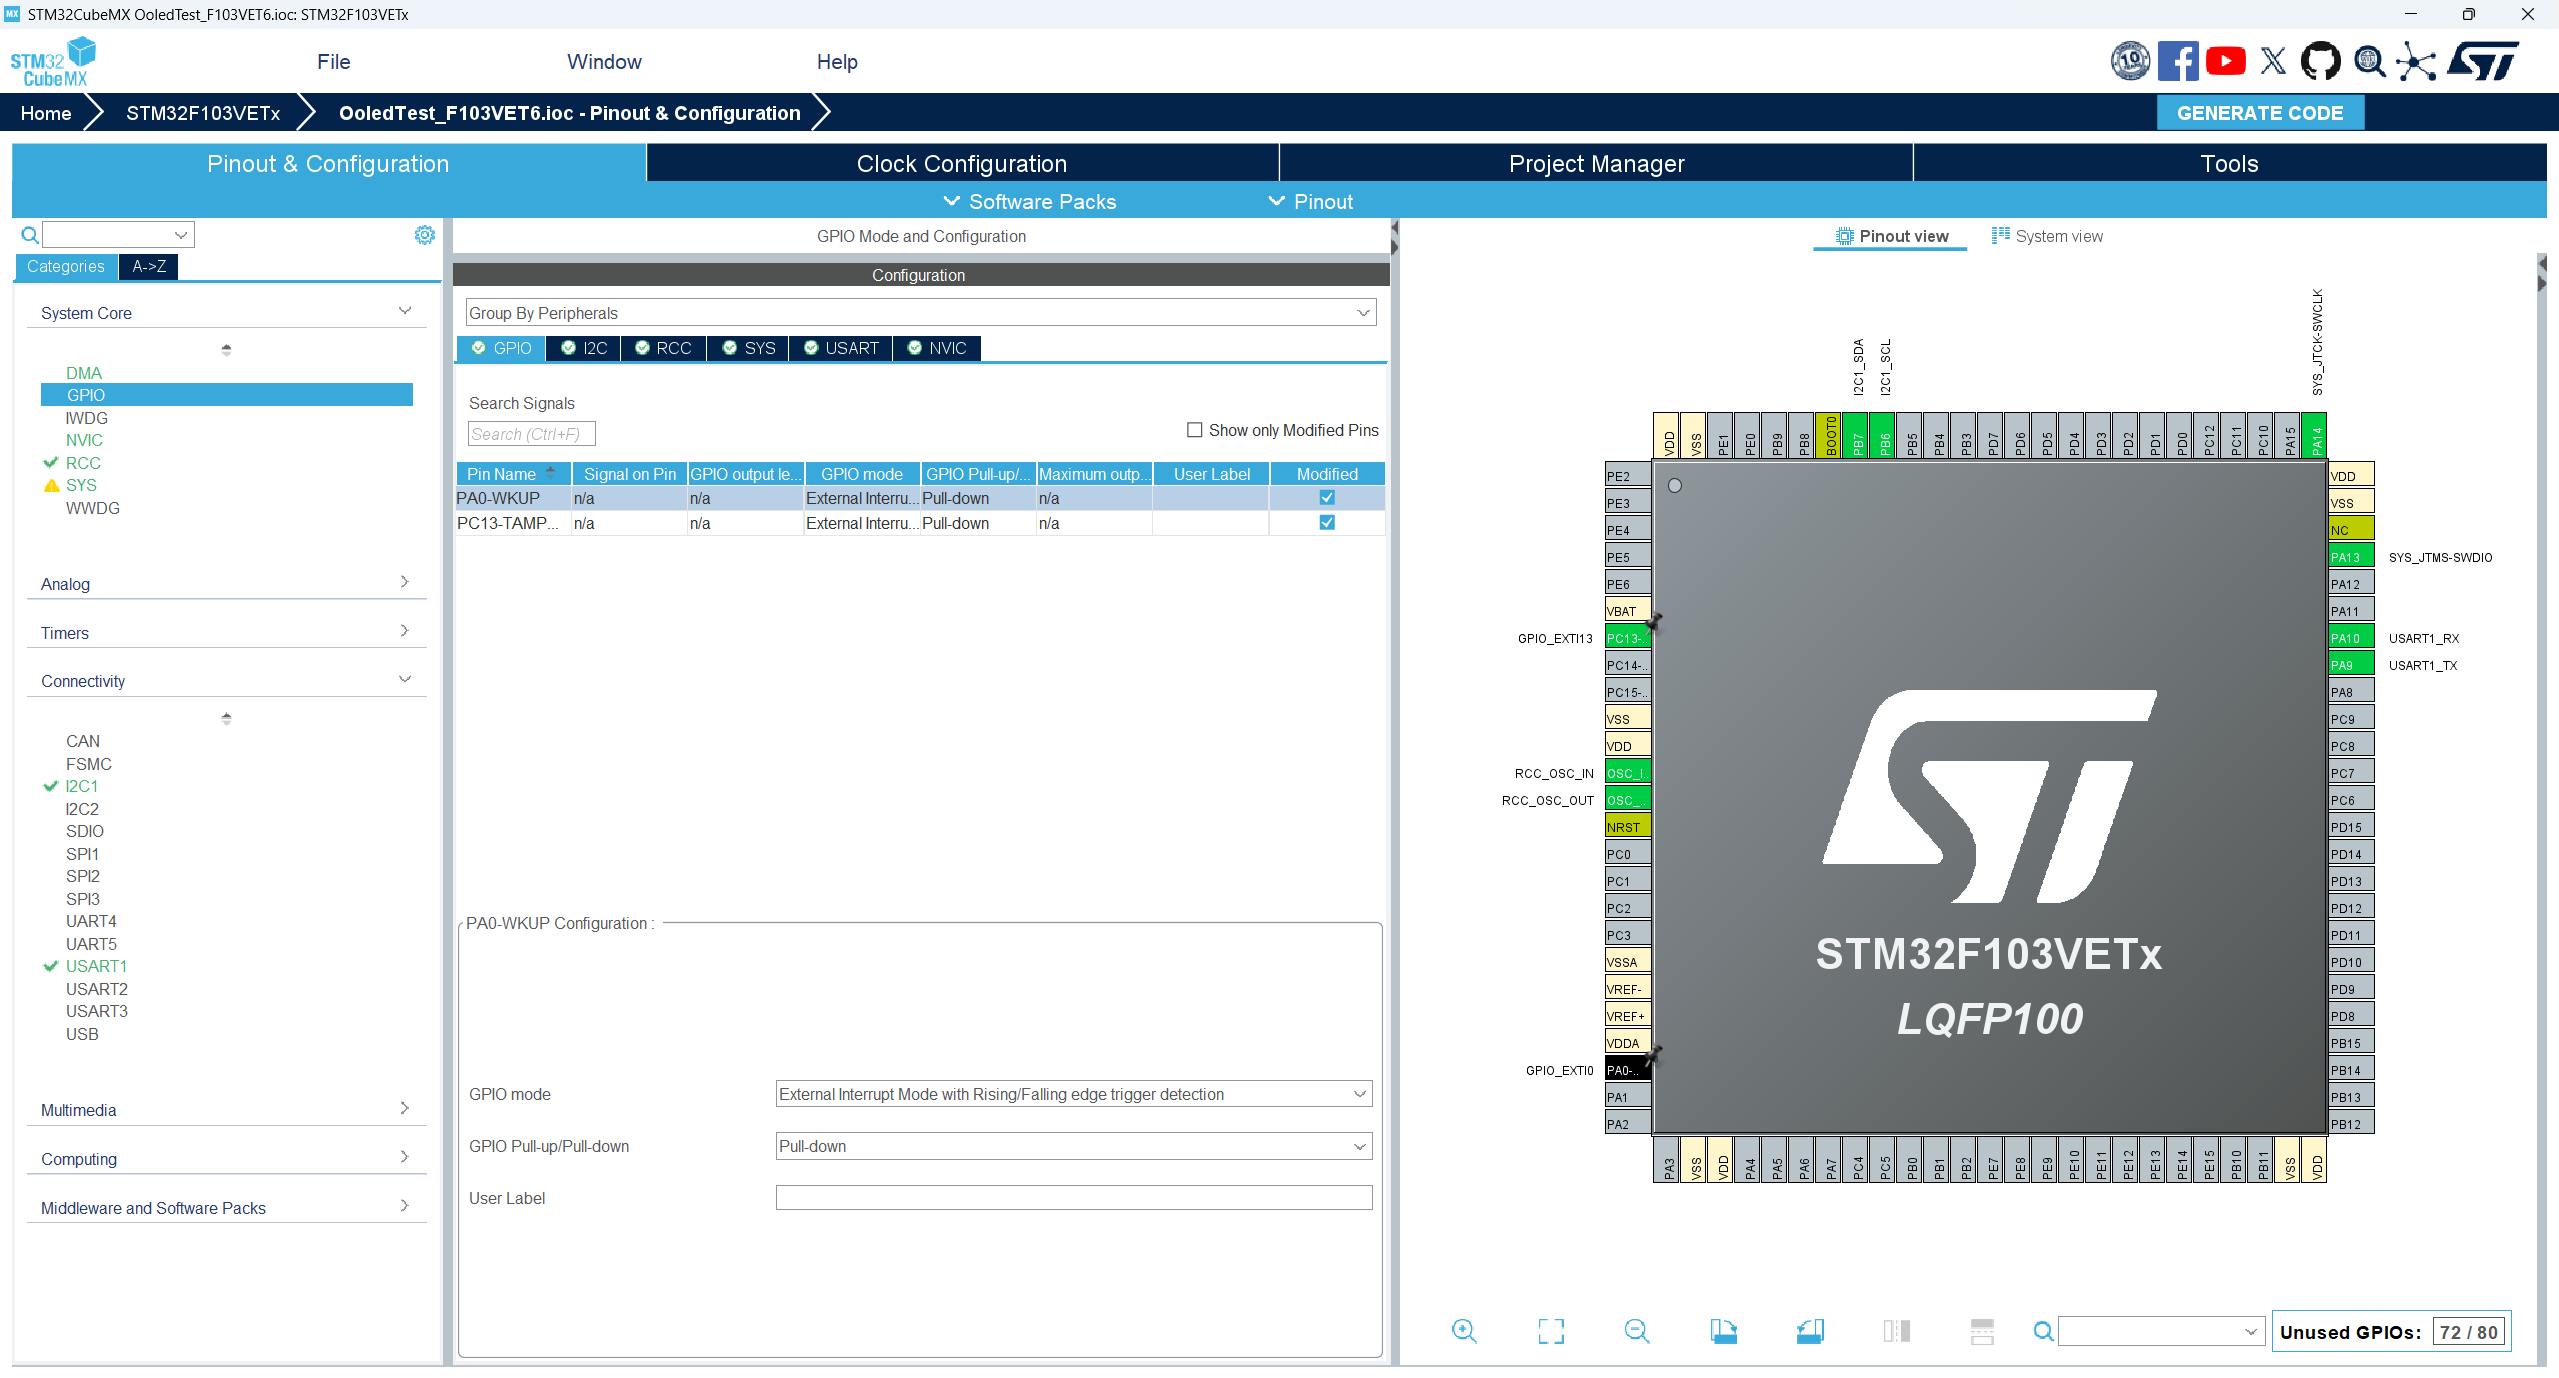 STM32CubeMX OoledTest_F103VET6.ioc: STM32F103VETx
STM32 CubeMX
File Window Help
Home STM32F103VETx OoledTest_F103VET6.ioc - Pinout & Configuration GENERATE CODE
Pinout & Configuration Clock Configuration Project Manager Tools
Software Packs Pinout
Categories A->Z
System Core
DMA
GPIO
IWDG
NVIC
RCC
SYS
WWDG
Analog
Timers
Connectivity
CAN
FSMC
I2C1
I2C2
SDIO
SPI1
SPI2
SPI3
UART4
UART5
USART1
USART2
USART3
USB
Multimedia
Computing
Middleware and Software Packs
GPIO Mode and Configuration
Configuration
Group By Peripherals
GPIO I2C RCC SYS USART NVIC
Search Signals
Search (Ctrl+F) Show only Modified Pins
Pin Name Signal on Pin GPIO output le... GPIO mode GPIO Pull-up/... Maximum outp... User Label Modified
PA0-WKUP n/a n/a External Interru... Pull-down n/a
PC13-TAMP... n/a n/a External Interru... Pull-down n/a
PA0-WKUP Configuration :
GPIO mode External Interrupt Mode with Rising/Falling edge trigger detection
GPIO Pull-up/Pull-down Pull-down
User Label
Pinout view System view
I2C1_SDA I2C1_SCL SYS_JTCK-SWCLK
VDD VSS PE1 PE0 PB9 PB8 BOOT0 PB7 PB6 PB5 PB4 PB3 PD7 PD6 PD5 PD4 PD3 PD2 PD1 PD0 PC12 PC11 PC10 PA15 PA14
PE2 VDD
PE3 VSS
PE4 NC
PE5 PA13 SYS_JTMS-SWDIO
PE6 PA12
VBAT PA11
GPIO_EXTI13 PC13-.. PA10 USART1_RX
PC14-.. PA9 USART1_TX
PC15-.. PA8
VSS PC9
VDD PC8
RCC_OSC_IN OSC_I.. PC7
RCC_OSC_OUT OSC_.. PC6
NRST PD15
PC0 PD14
PC1 PD13
PC2 PD12
PC3 PD11
VSSA PD10
VREF- PD9
VREF+ PD8
VDDA PB15
GPIO_EXTI0 PA0-.. PB14
PA1 PB13
PA2 PB12
STM32F103VETx
LQFP100
PA3 VSS VDD PA4 PA5 PA6 PA7 PC4 PC5 PB0 PB1 PB2 PE7 PE8 PE9 PE10 PE11 PE12 PE13 PE14 PE15 PB10 PB11 VSS VDD
Unused GPIOs: 72 / 80